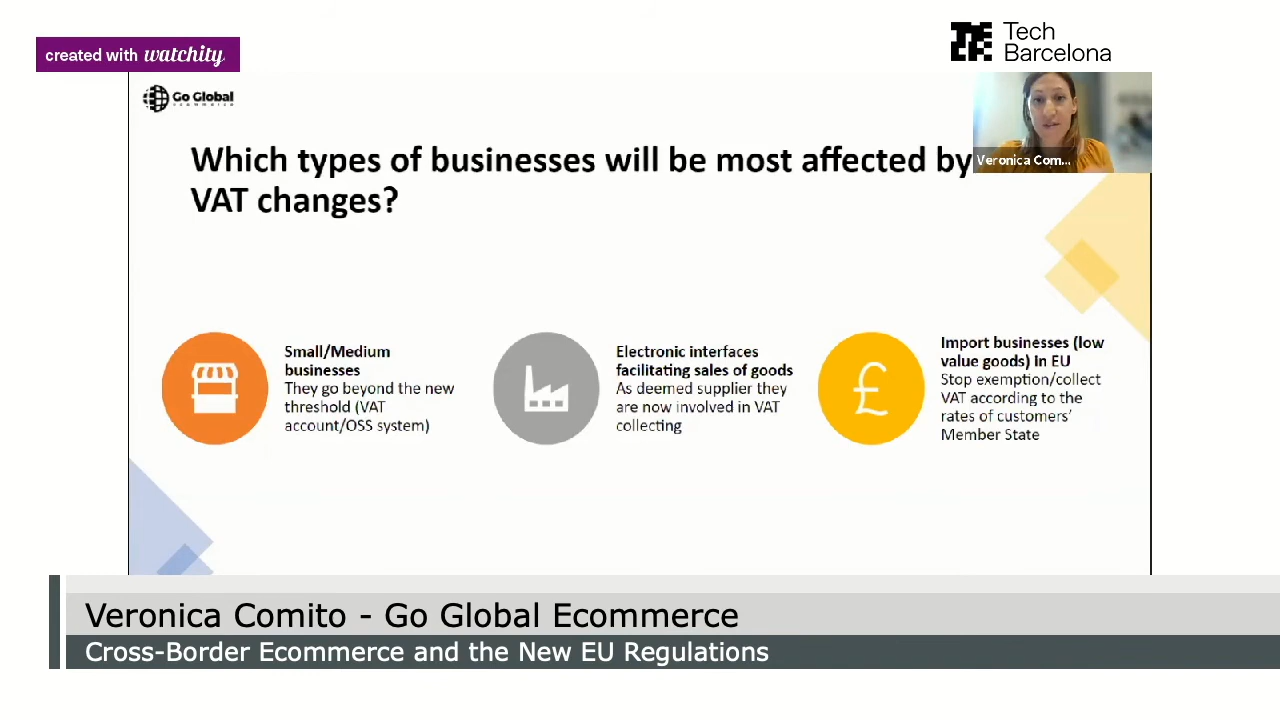 created with watchity
Tech
Barcelona
Go Global
ecommerce
Veronica Com...
Which types of businesses will be most affected by
VAT changes?
Small/Medium
businesses
They go beyond the new
threshold (VAT
account/OSS system)
Electronic interfaces
facilitating sales of goods
As deemed supplier they
are now involved in VAT
collecting
£
Import businesses (low
value goods) in EU
Stop exemption/collect
VAT according to the
rates of customers’
Member State
Veronica Comito - Go Global Ecommerce
Cross-Border Ecommerce and the New EU Regulations